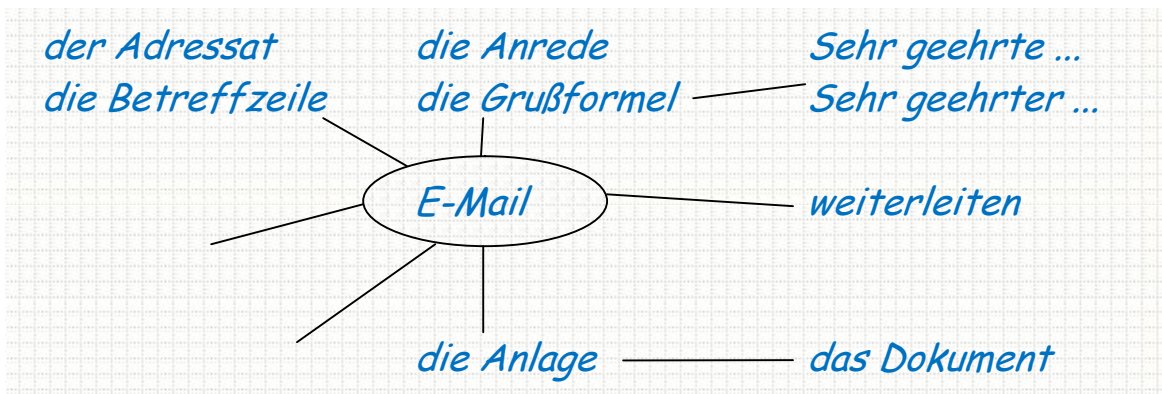 der Adressat die Anrede Sehr geehrte ...
die Betreffzeile die Grußformel Sehr geehrter ...
E-Mail weiterleiten
die Anlage das Dokument